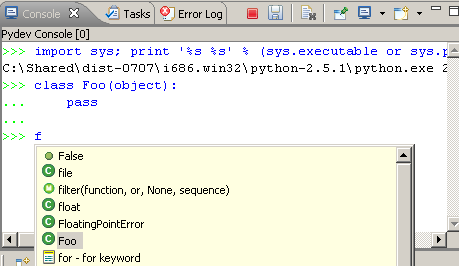 Console Tasks Error Log
Pydev Console [0]
>>> import sys; print '%s %s' % (sys.executable or sys.p
C:\Shared\dist-0707\i686.win32\python-2.5.1\python.exe 2
>>> class Foo(object):
...     pass
...
>>> f
False
file
filter(function, or, None, sequence)
float
FloatingPointError
Foo
for - for keyword